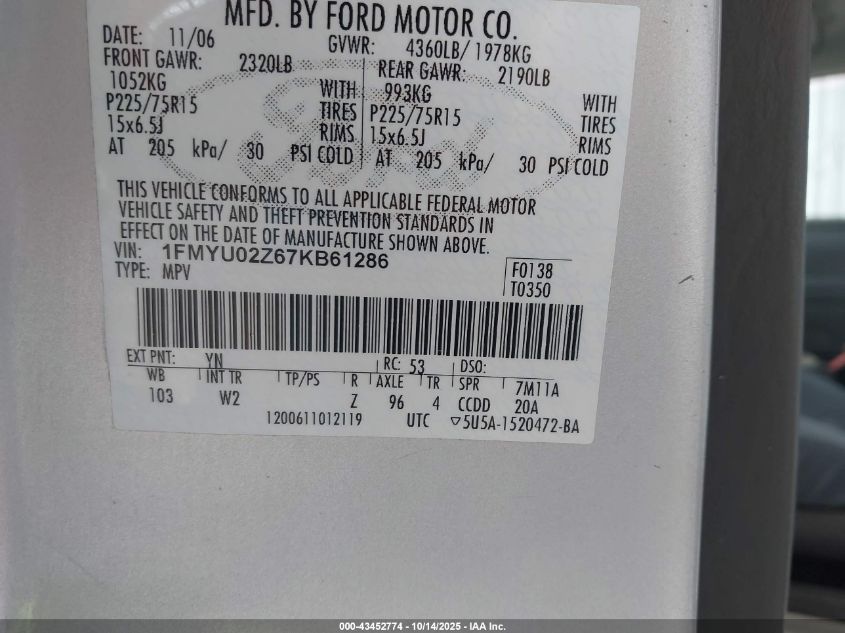 MFD. BY FORD MOTOR CO.
DATE: 11/06 GVWR: 4360LB/ 1978KG
FRONT GAWR: 2320LB REAR GAWR: 2190LB
1052KG WITH 993KG WITH
P225/75R15 TIRES P225/75R15 TIRES
15x6.5J RIMS 15x6.5J RIMS
AT 205 kPa/ 30 PSI COLD AT 205 kPa/ 30 PSI COLD
Ford
THIS VEHICLE CONFORMS TO ALL APPLICABLE FEDERAL MOTOR
VEHICLE SAFETY AND THEFT PREVENTION STANDARDS IN
EFFECT ON THE DATE OF MANUFACTURE SHOWN ABOVE.
VIN: 1FMYU02Z67KB61286
TYPE: MPV
F0138
T0350
EXT PNT: YN RC: 53 DSO:
WB INT TR TP/PS R AXLE TR SPR 7M11A
103 W2 Z 96 4 CCDD 20A
1200611012119 UTC ▽5U5A-1520472-BA
000-43452774 - 10/14/2025 - IAA Inc.